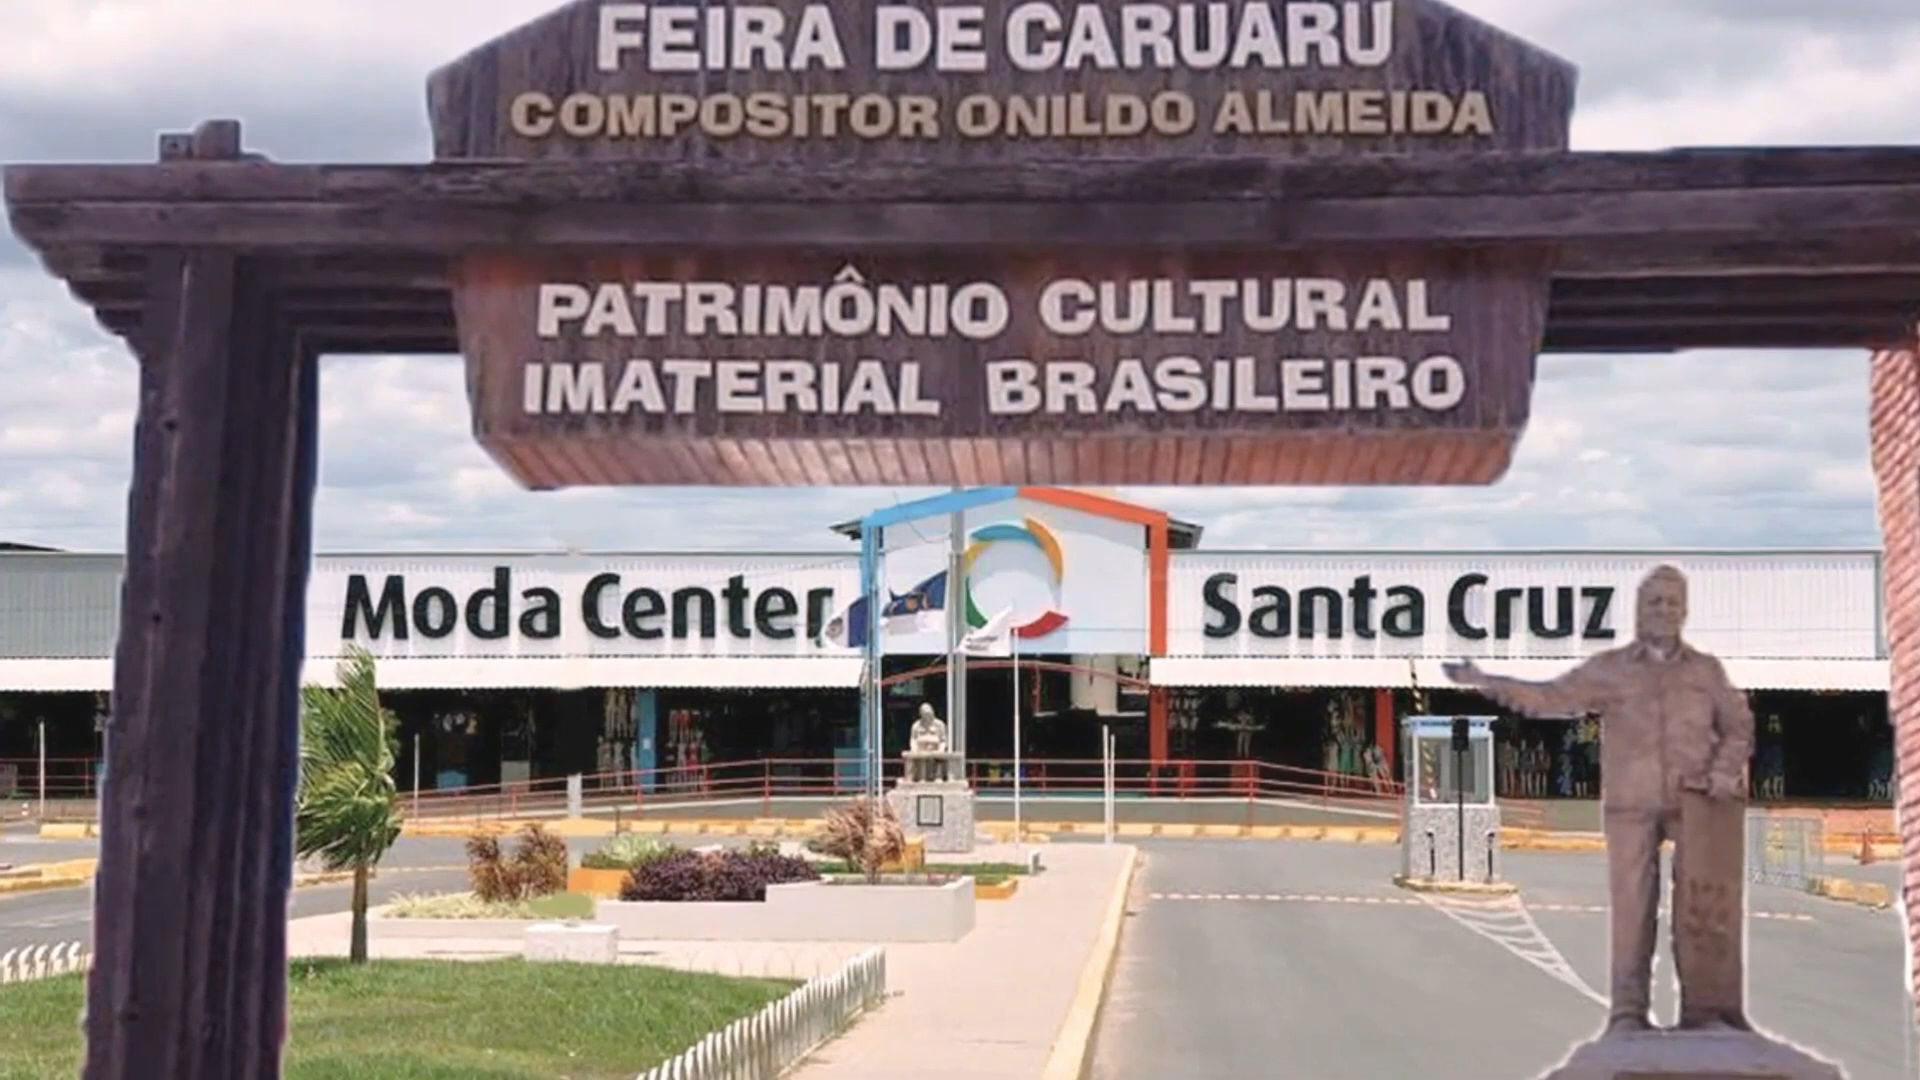 FEIRA DE CARUARU
COMPOSITOR ONILDO ALMEIDA
PATRIMÔNIO CULTURAL
IMATERIAL BRASILEIRO
Moda Center Santa Cruz